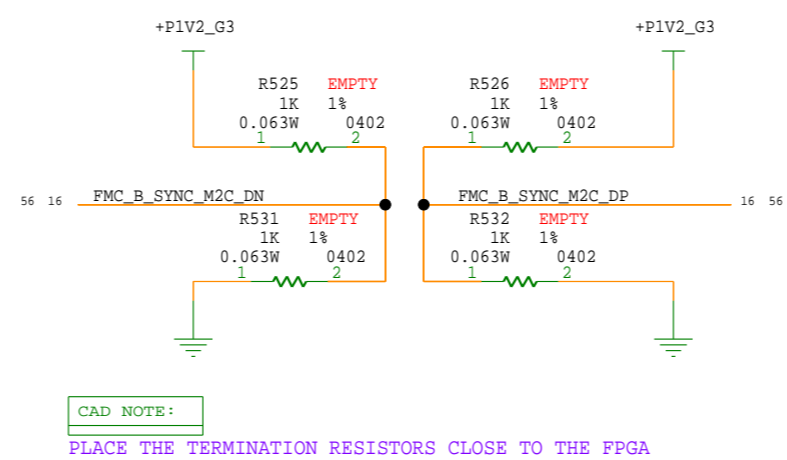 +P1V2_G3 +P1V2_G3
R525 EMPTY R526 EMPTY
1K 1% 1K 1%
0.063W 0402 0.063W 0402
1 2 1 2
56 16 FMC_B_SYNC_M2C_DN FMC_B_SYNC_M2C_DP 16 56
R531 EMPTY R532 EMPTY
1K 1% 1K 1%
0.063W 0402 0.063W 0402
1 2 1 2
CAD NOTE:
PLACE THE TERMINATION RESISTORS CLOSE TO THE FPGA